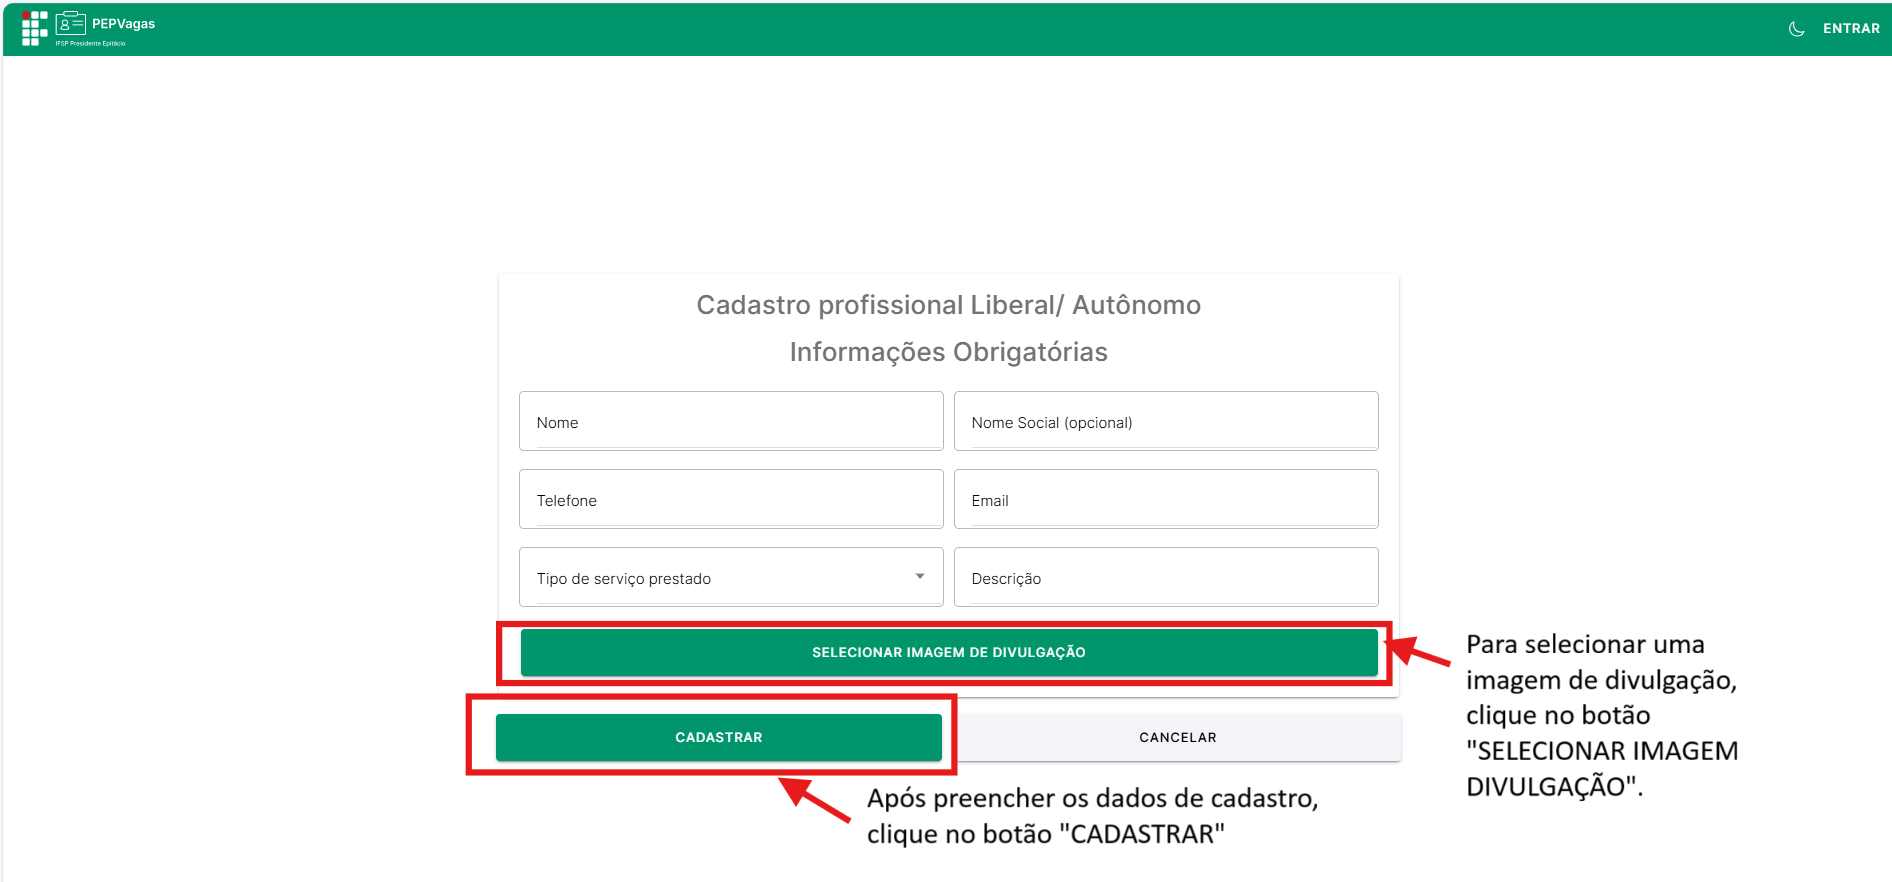 PEPVagas
IFSP Presidente Epitácio
ENTRAR
Cadastro profissional Liberal/ Autônomo
Informações Obrigatórias
Nome
Nome Social (opcional)
Telefone
Email
Tipo de serviço prestado
Descrição
SELECIONAR IMAGEM DE DIVULGAÇÃO
CADASTRAR
CANCELAR
Para selecionar uma
imagem de divulgação,
clique no botão
"SELECIONAR IMAGEM
DIVULGAÇÃO".
Após preencher os dados de cadastro,
clique no botão "CADASTRAR"